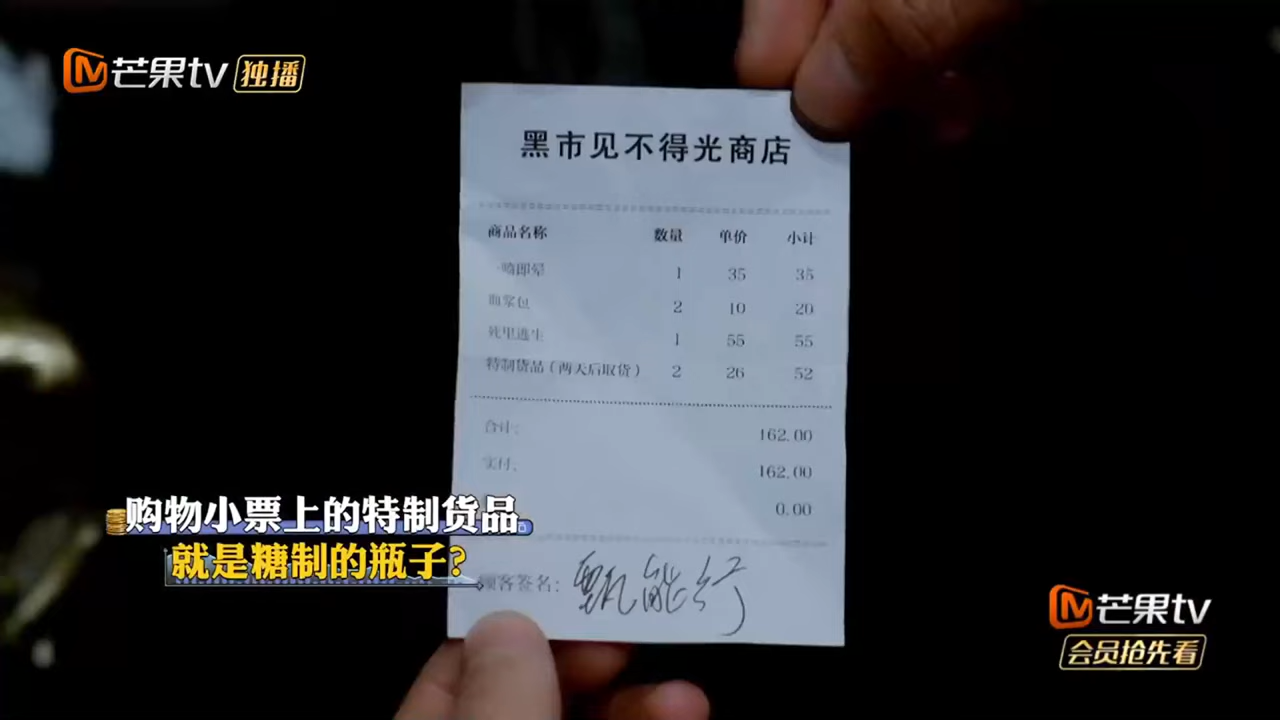 芒果tv 独播
黑市见不得光商店
商品名称 数量 单价 小计
一喷即晕 1 35 35
血浆包 2 10 20
死里逃生 1 55 55
特制货品（两天后取货） 2 26 52
合计： 162.00
实付： 162.00
0.00
购物小票上的特制货品
就是糖制的瓶子?
顾客签名： 甄能行
芒果tv
会员抢先看